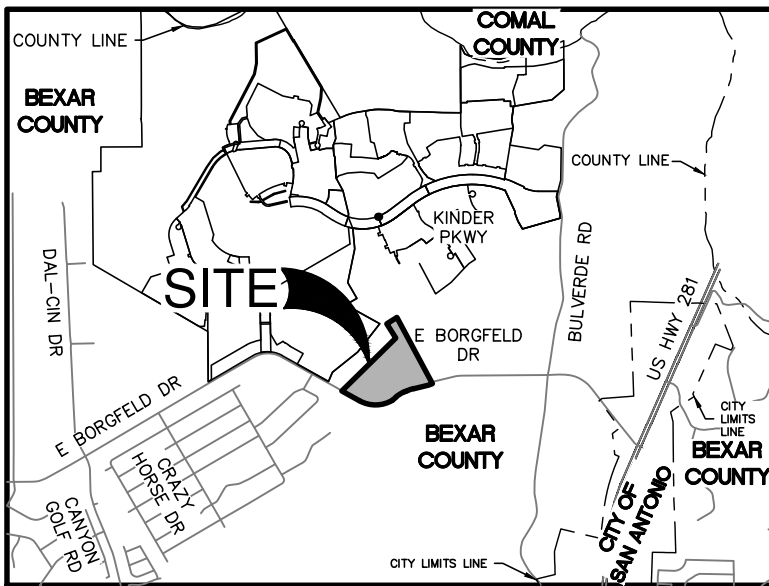 COUNTY LINE
COMAL
COUNTY
BEXAR
COUNTY
COUNTY LINE
KINDER
PKWY
BULVERDE RD
DAL-CIN DR
SITE
US HWY 281
E BORGFELD
DR
E BORGFELD DR
CITY
LIMITS
LINE
BEXAR
COUNTY
BEXAR
COUNTY
CRAZY
HORSE DR
CANYON
GOLF RD
CITY OF
SAN ANTONIO
CITY LIMITS LINE